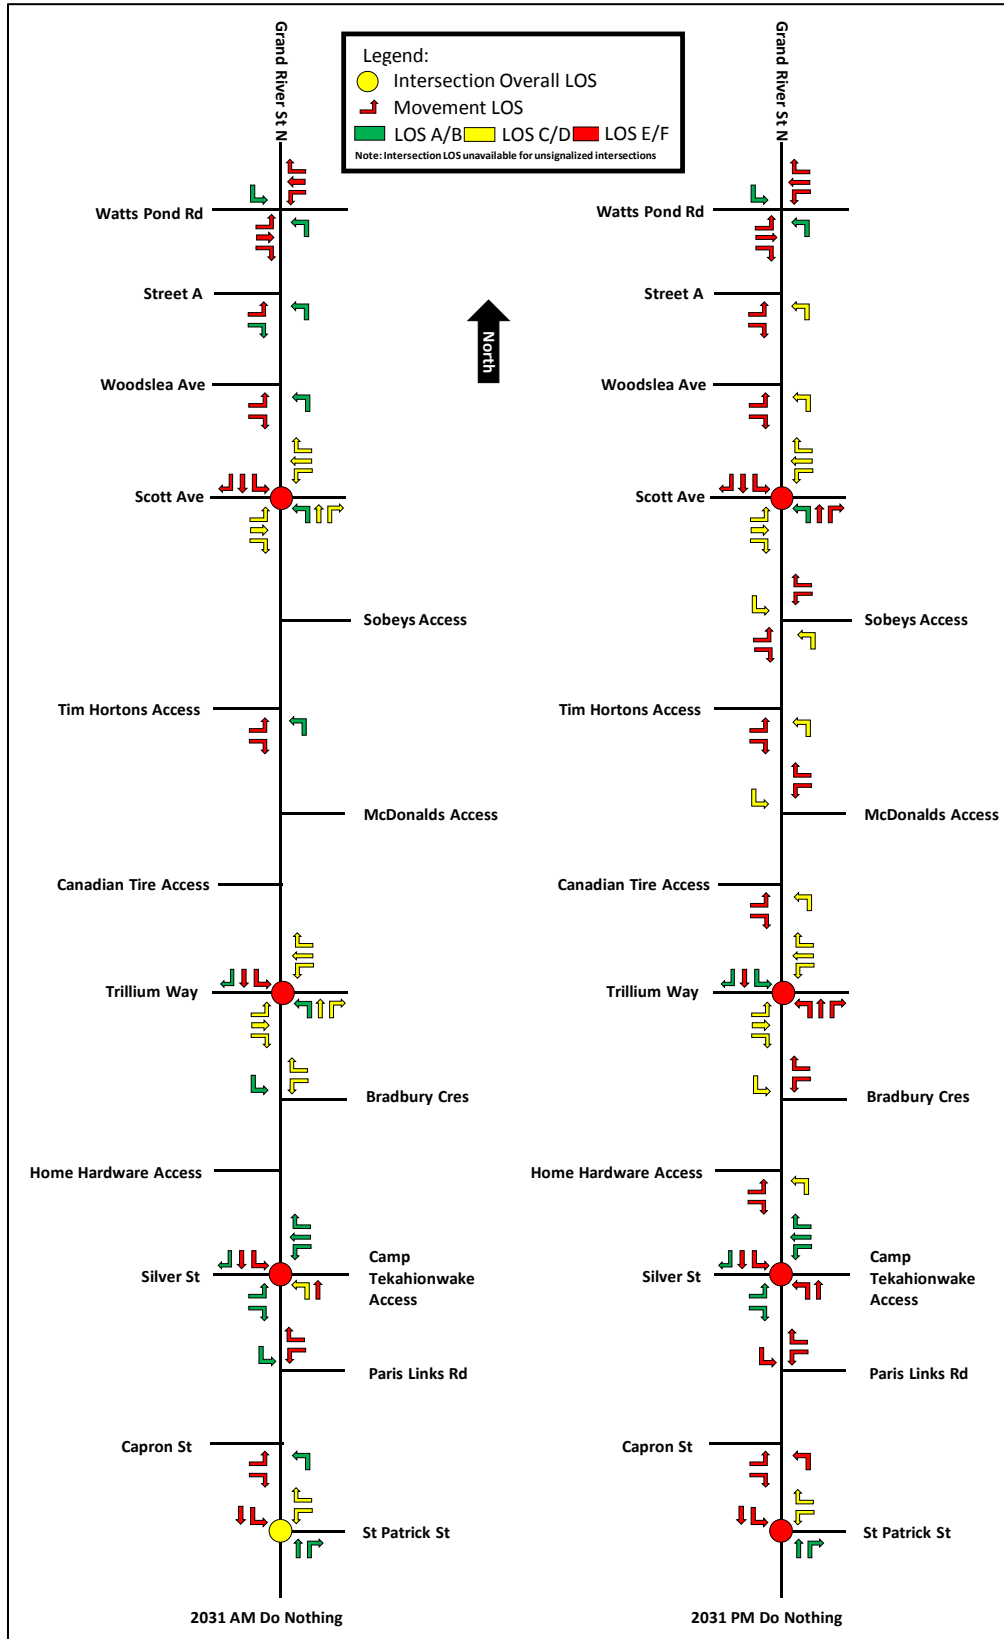 Grand River St N
Legend:
Intersection Overall LOS
Movement LOS
LOS A/B LOS C/D LOS E/F
Note: Intersection LOS unavailable for unsignalized intersections
Grand River St N
North
Watts Pond Rd
Street A
Woodslea Ave
Scott Ave
Sobeys Access
Tim Hortons Access
McDonalds Access
Canadian Tire Access
Trillium Way
Bradbury Cres
Home Hardware Access
Silver St
Camp
Tekahionwake
Access
Paris Links Rd
Capron St
St Patrick St
2031 AM Do Nothing
Watts Pond Rd
Street A
Woodslea Ave
Scott Ave
Sobeys Access
Tim Hortons Access
McDonalds Access
Canadian Tire Access
Trillium Way
Bradbury Cres
Home Hardware Access
Silver St
Camp
Tekahionwake
Access
Paris Links Rd
Capron St
St Patrick St
2031 PM Do Nothing